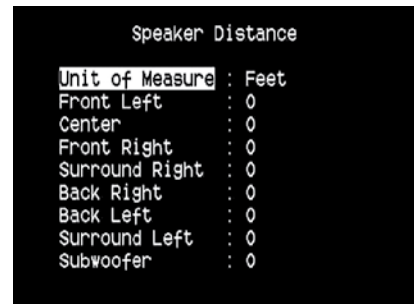 Speaker Distance
Unit of Measure : Feet
Front Left : 0
Center : 0
Front Right : 0
Surround Right : 0
Back Right : 0
Back Left : 0
Surround Left : 0
Subwoofer : 0